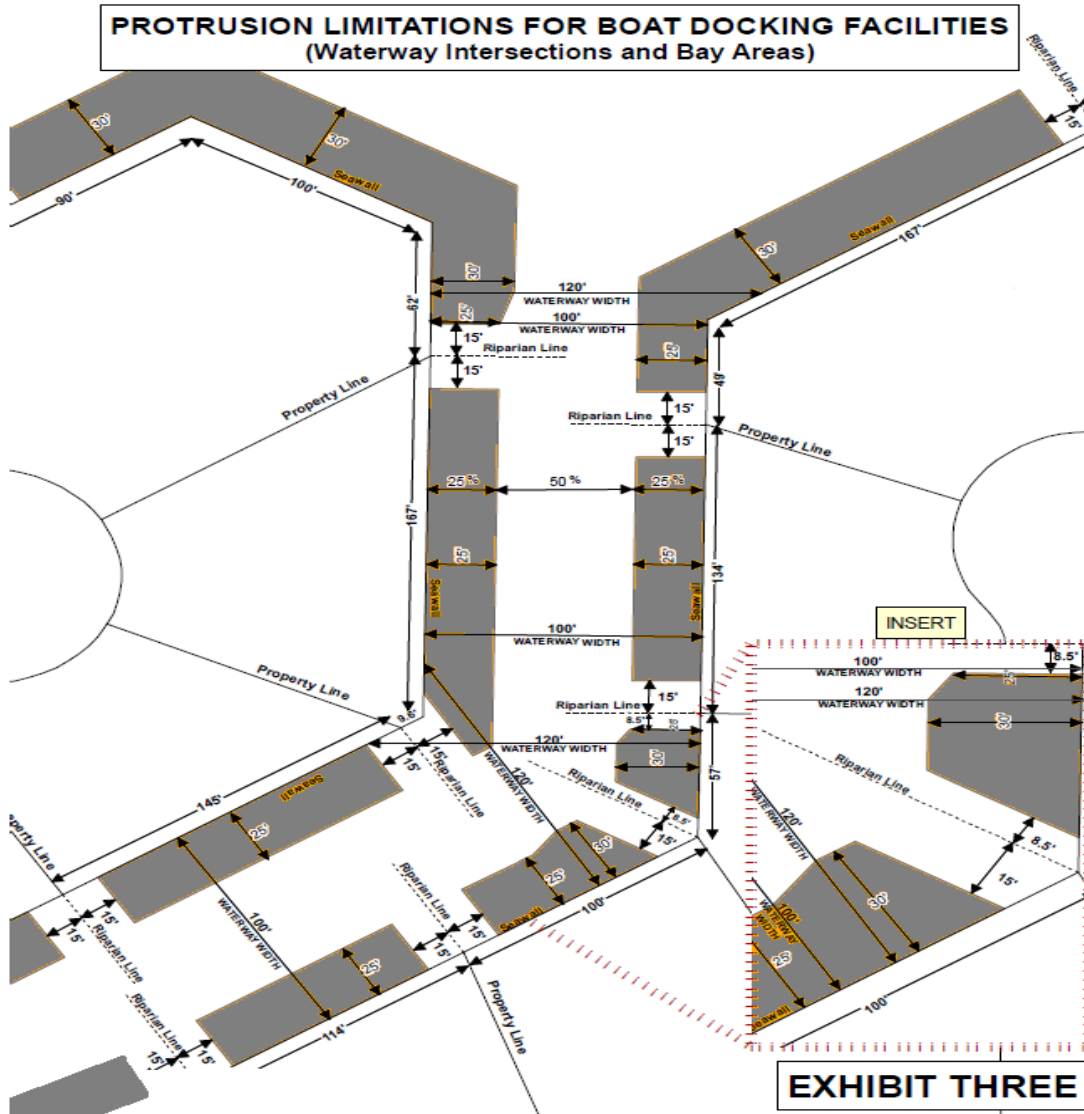 PROTRUSION LIMITATIONS FOR BOAT DOCKING FACILITIES
(Waterway Intersections and Bay Areas)
Riparian Line
15'
15'
30'
30'
Seawall
100'
90'
Seawall
167'
30'
30'
120'
WATERWAY WIDTH
62'
25'
100'
WATERWAY WIDTH
15'
Riparian Line
15'
25'
49'
Property Line
15'
Riparian Line
15'
Property Line
25%
50%
25%
167'
25'
25'
134'
Seawall
Seawall
INSERT
100'
WATERWAY WIDTH
8.5'
100'
WATERWAY WIDTH
25'
120'
WATERWAY WIDTH
30'
Property Line
15'
Riparian Line
8.5'
9.6'
120'
WATERWAY WIDTH
30'
57'
15'
15'
Riparian Line
120'
WATERWAY WIDTH
Riparian Line
Riparian Line
Seawall
145'
25'
8.5'
15'
120'
WATERWAY WIDTH
8.5'
15'
30'
25'
30'
100'
WATERWAY
WIDTH
25'
Seawall
100'
Property Line
Riparian Line
100'
WATERWAY WIDTH
15'
15'
Seawall
100'
15'
15'
Riparian Line
25'
15'
15'
Property Line
Riparian Line
114'
15'
15'
EXHIBIT THREE